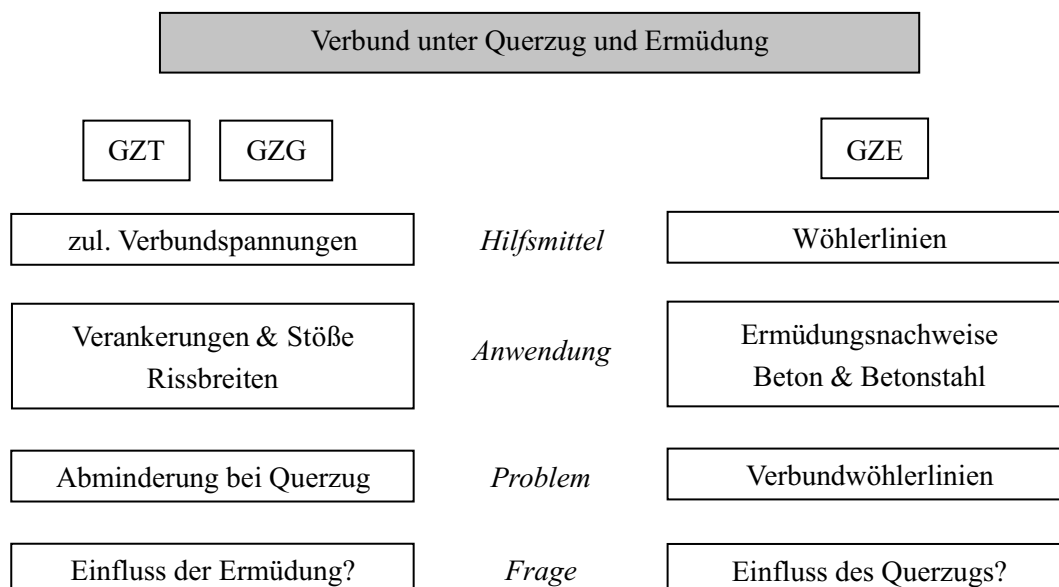 Verbund unter Querzug und Ermüdung
GZT GZG GZE
zul. Verbundspannungen Hilfsmittel Wöhlerlinien
Verankerungen & Stöße
Rissbreiten
Anwendung
Ermüdungsnachweise
Beton & Betonstahl
Abminderung bei Querzug Problem Verbundwöhlerlinien
Einfluss der Ermüdung? Frage Einfluss des Querzugs?